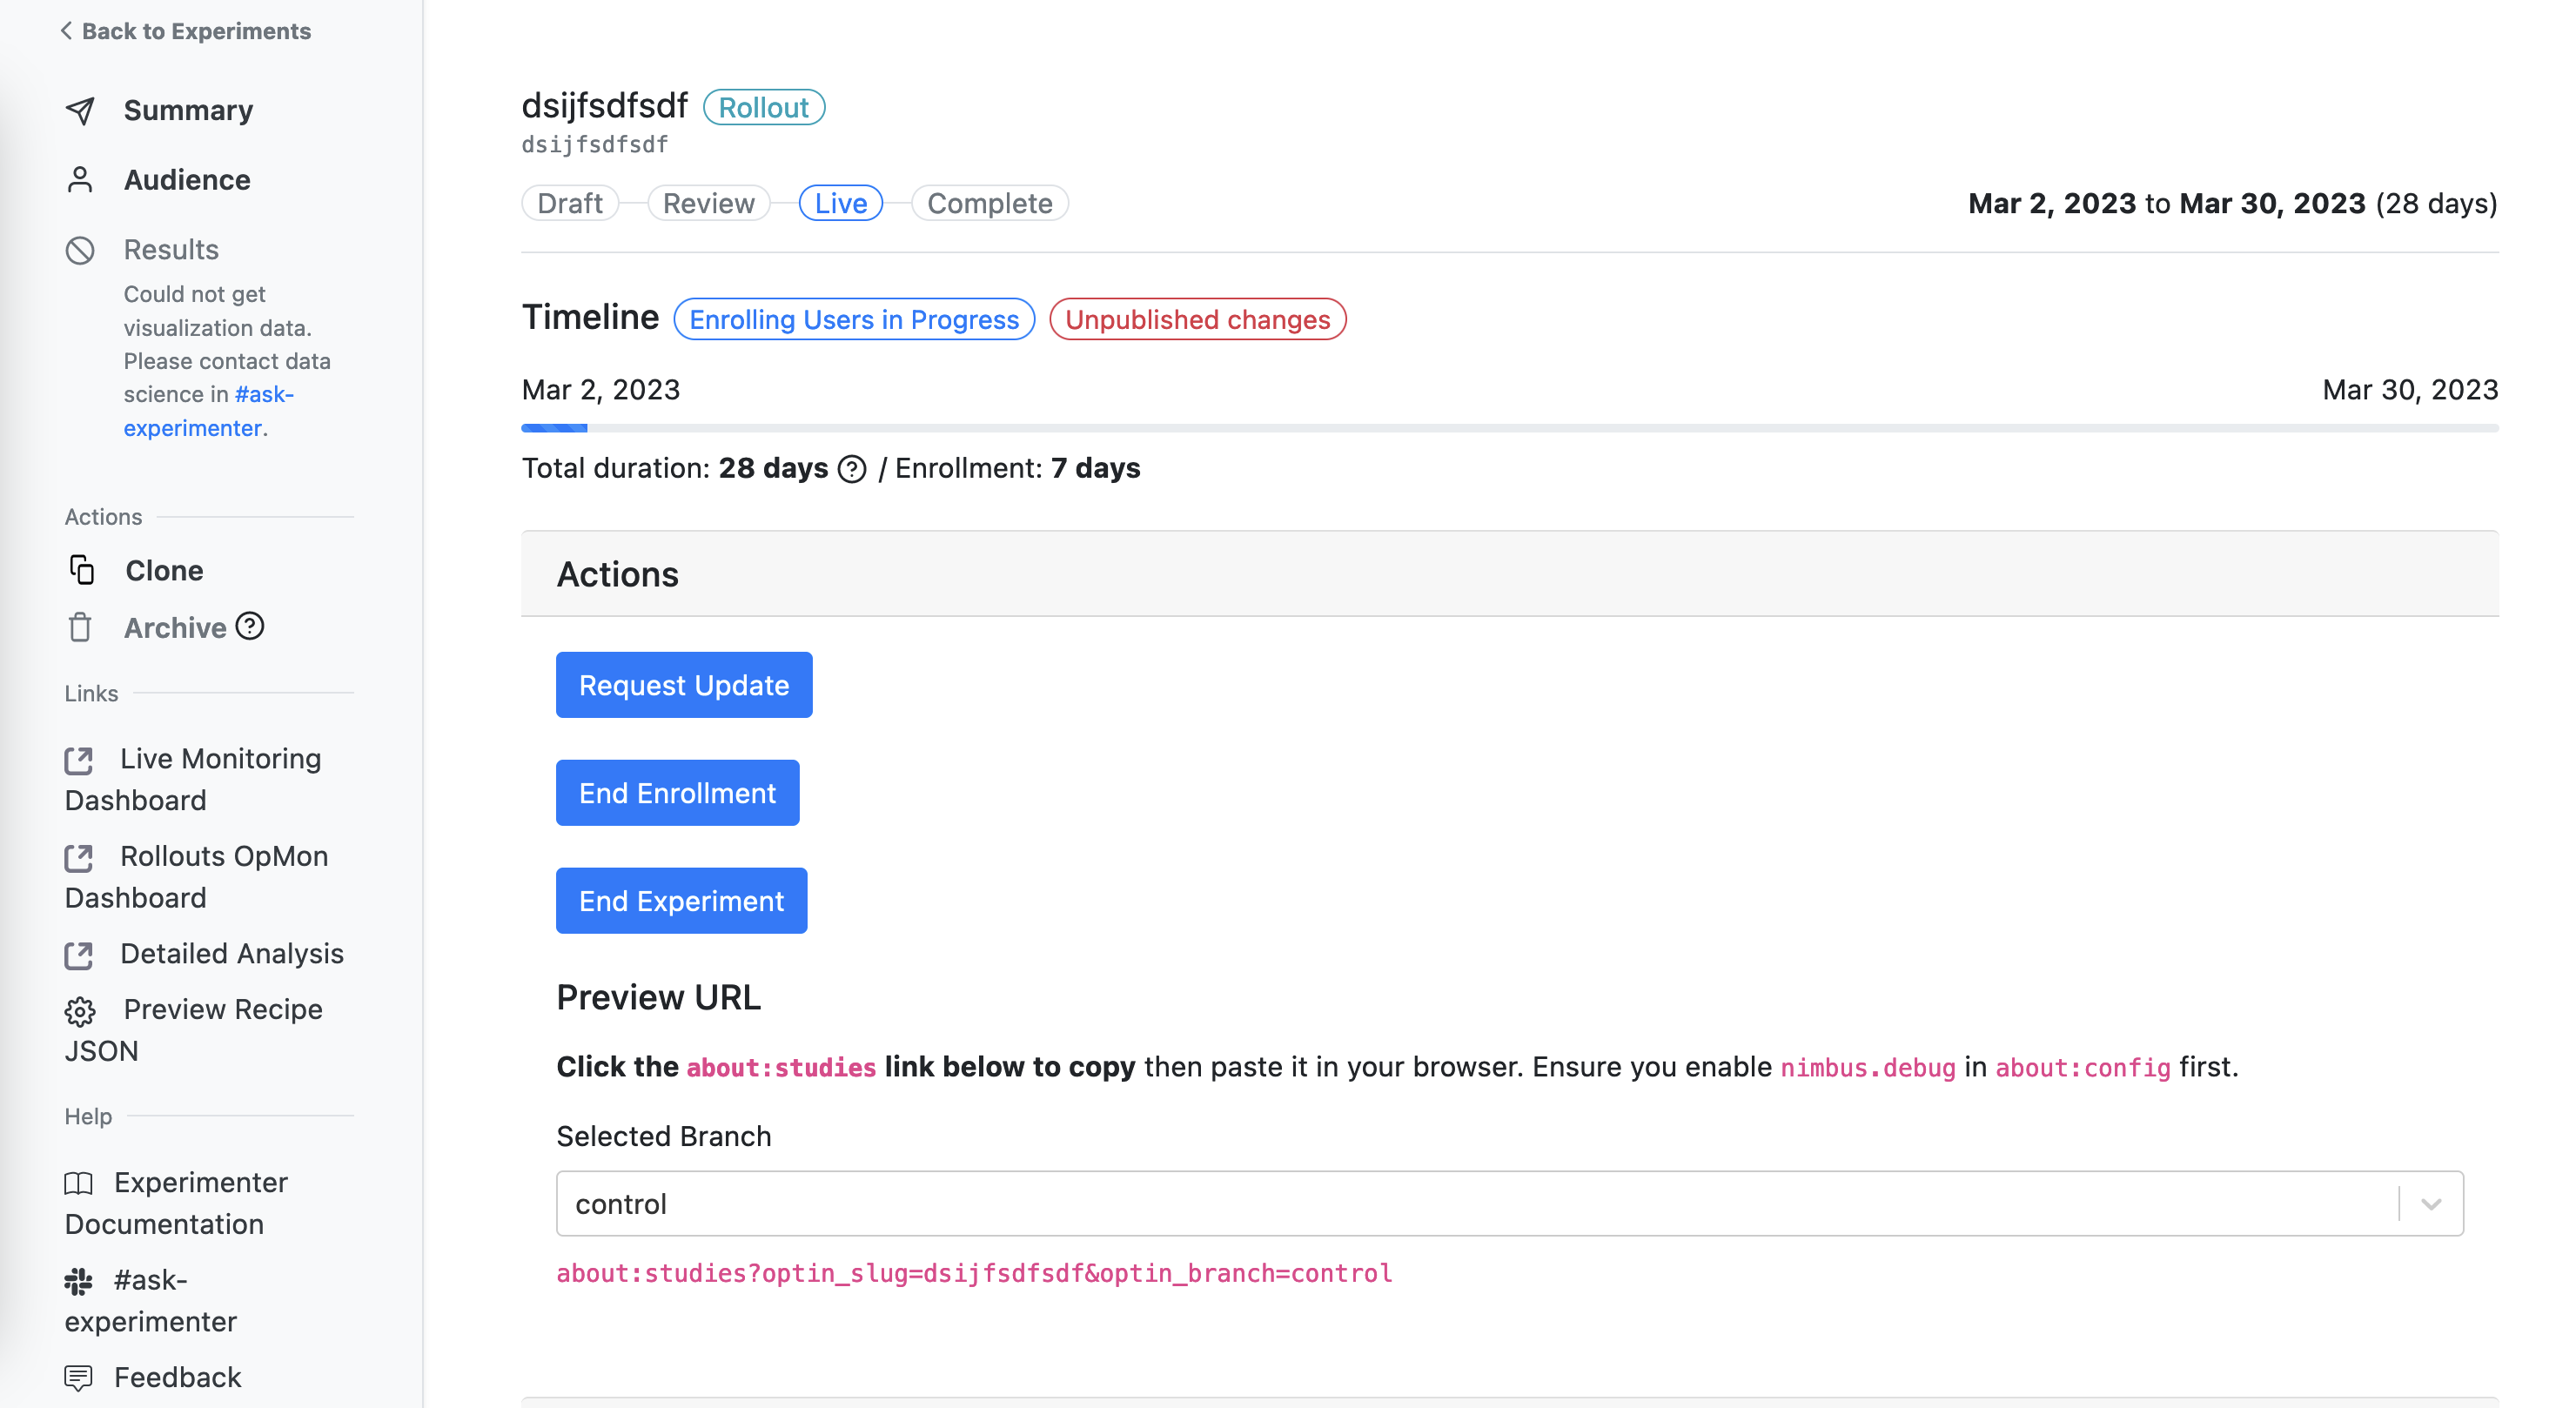 Back to Experiments
Summary
Audience
Results
Could not get
visualization data.
Please contact data
science in #ask-
experimenter.
Actions
Clone
Archive
Links
Live Monitoring
Dashboard
Rollouts OpMon
Dashboard
Detailed Analysis
Preview Recipe
JSON
Help
Experimenter
Documentation
#ask-
experimenter
Feedback
dsijfsdfsdf Rollout
dsijfsdfsdf
Draft Review Live Complete
Mar 2, 2023 to Mar 30, 2023 (28 days)
Timeline Enrolling Users in Progress Unpublished changes
Mar 2, 2023 Mar 30, 2023
Total duration: 28 days / Enrollment: 7 days
Actions
Request Update
End Enrollment
End Experiment
Preview URL
Click the about:studies link below to copy then paste it in your browser. Ensure you enable nimbus.debug in about:config first.
Selected Branch
control
about:studies?optin_slug=dsijfsdfsdf&optin_branch=control